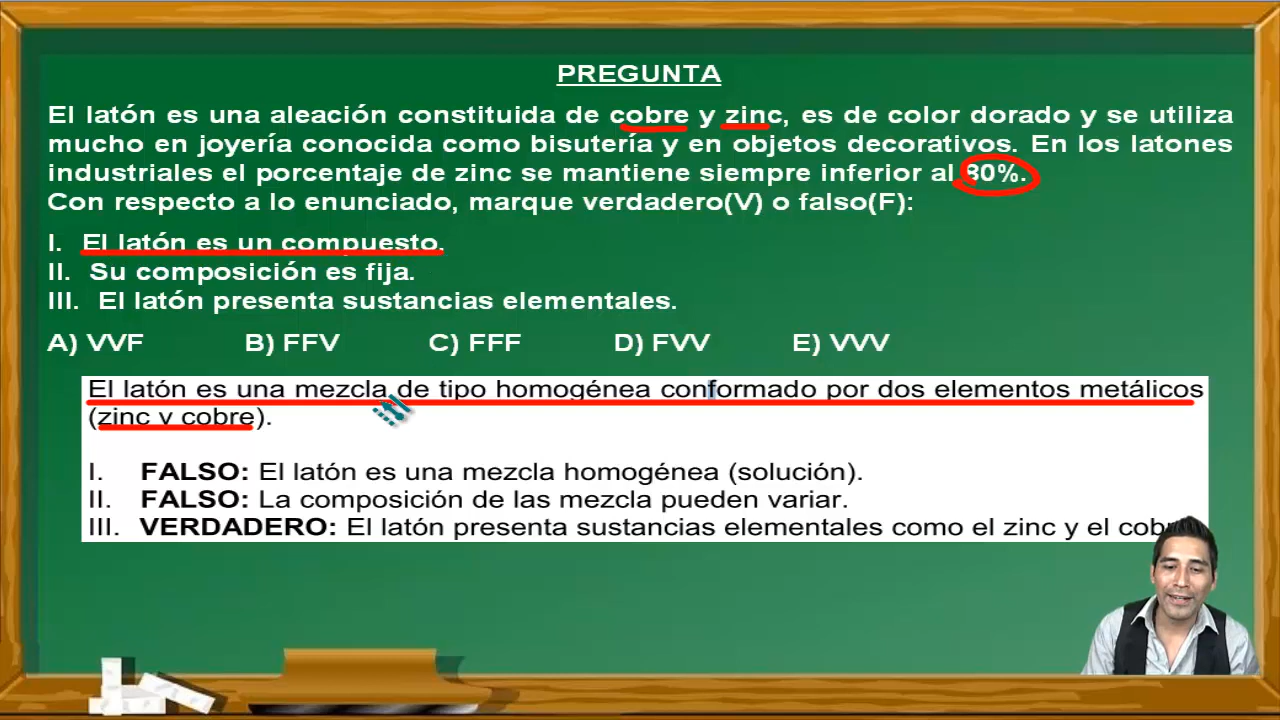 PREGUNTA
El latón es una aleación constituida de cobre y zinc, es de color dorado y se utiliza
mucho en joyería conocida como bisutería y en objetos decorativos. En los latones
industriales el porcentaje de zinc se mantiene siempre inferior al 80%.
Con respecto a lo enunciado, marque verdadero(V) o falso(F):
I. El latón es un compuesto.
II. Su composición es fija.
III. El latón presenta sustancias elementales.
A) VVF B) FFV C) FFF D) FVV E) VVV
El latón es una mezcla de tipo homogénea conformado por dos elementos metálicos
(zinc y cobre).
I. FALSO: El latón es una mezcla homogénea (solución).
II. FALSO: La composición de las mezcla pueden variar.
III. VERDADERO: El latón presenta sustancias elementales como el zinc y el